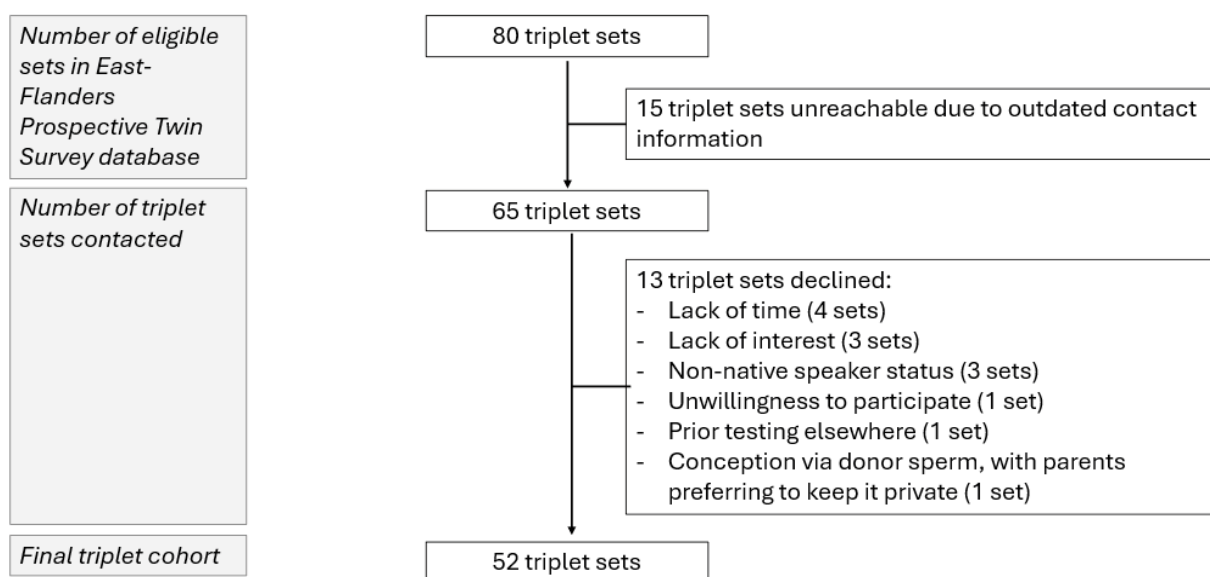 Number of eligible
sets in East-
Flanders
Prospective Twin
Survey database
80 triplet sets
15 triplet sets unreachable due to outdated contact
information
Number of triplet
sets contacted
65 triplet sets
13 triplet sets declined:
- Lack of time (4 sets)
- Lack of interest (3 sets)
- Non-native speaker status (3 sets)
- Unwillingness to participate (1 set)
- Prior testing elsewhere (1 set)
- Conception via donor sperm, with parents
preferring to keep it private (1 set)
Final triplet cohort
52 triplet sets